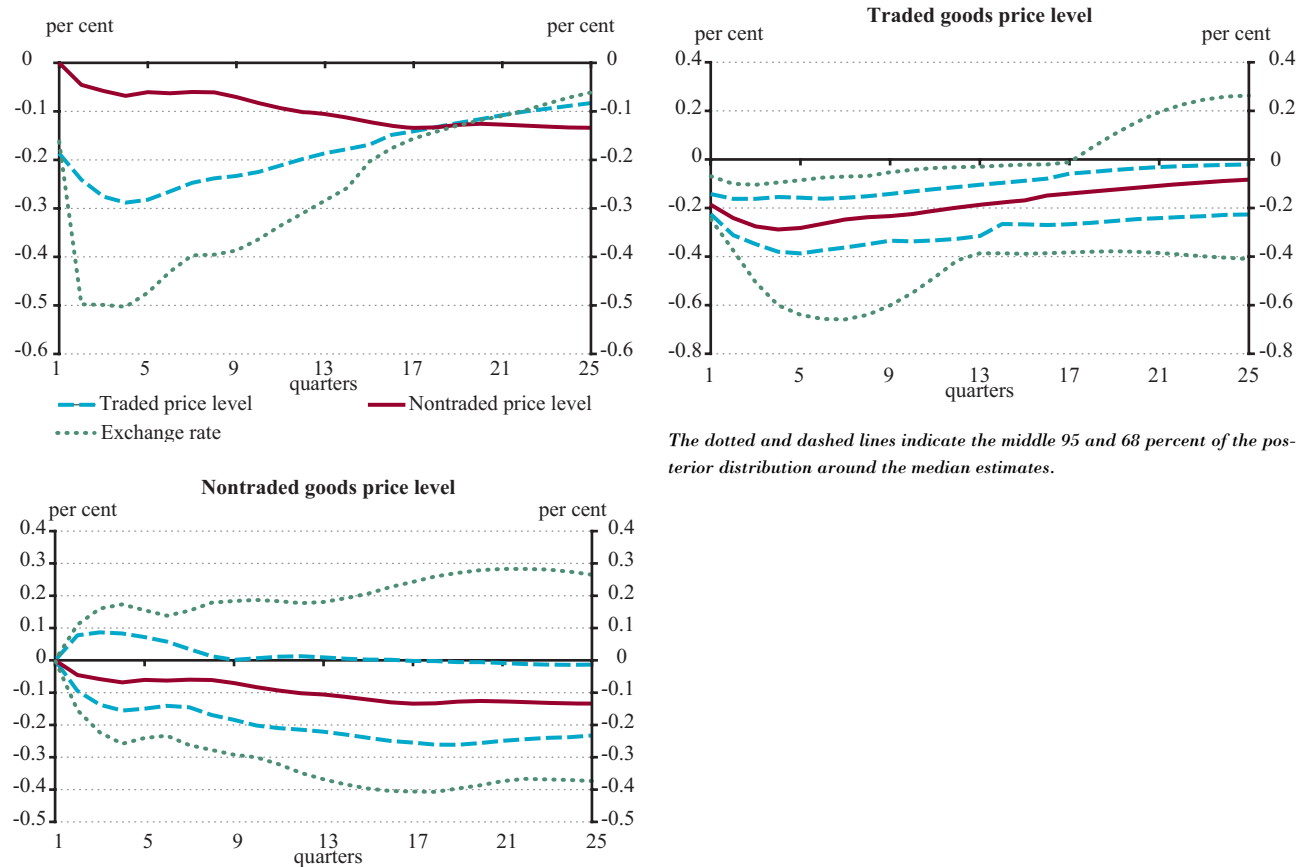 per cent
per cent
0
0
-0.1
-0.1
-0.2
-0.2
-0.3
-0.3
-0.4
-0.4
-0.5
-0.5
-0.6
-0.6
1 5 9 13 17 21 25
quarters
Traded price level
Nontraded price level
Exchange rate
Traded goods price level
per cent
per cent
0.4
0.4
0.2
0.2
0
0
-0.2
-0.2
-0.4
-0.4
-0.6
-0.6
-0.8
-0.8
1 5 9 13 17 21 25
quarters
The dotted and dashed lines indicate the middle 95 and 68 percent of the pos-
terior distribution around the median estimates.
Nontraded goods price level
per cent
per cent
0.4
0.4
0.3
0.3
0.2
0.2
0.1
0.1
0
0
-0.1
-0.1
-0.2
-0.2
-0.3
-0.3
-0.4
-0.4
-0.5
-0.5
1 5 9 13 17 21 25
quarters